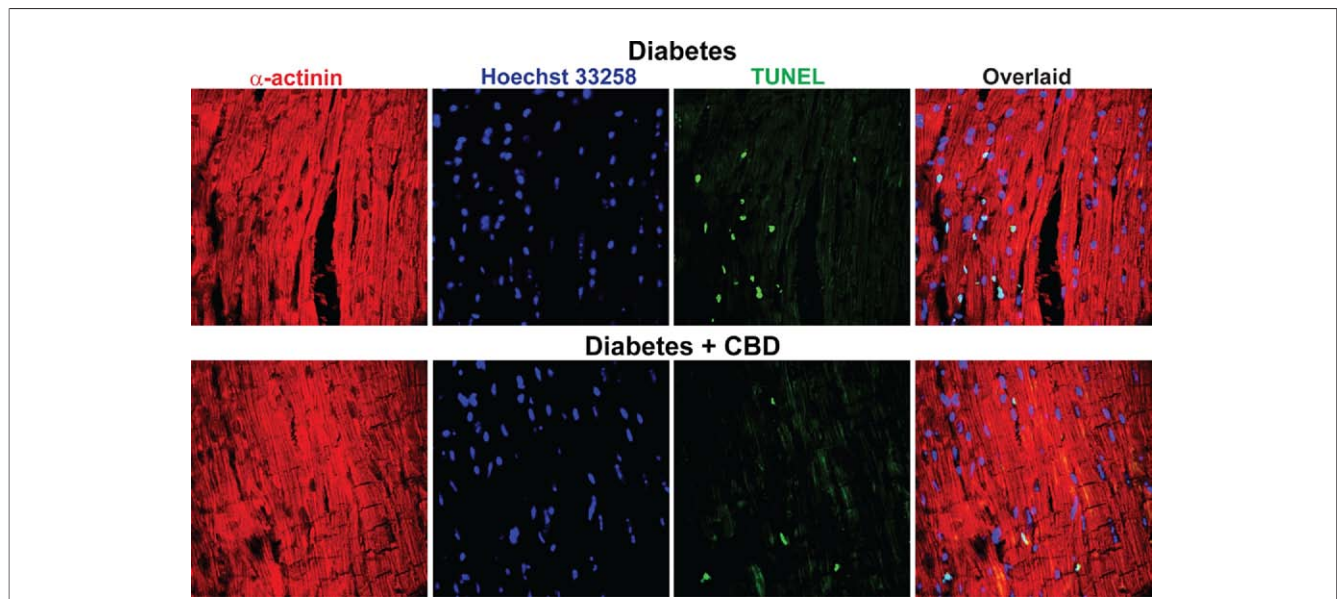 Diabetes
α-actinin Hoechst 33258 TUNEL Overlaid
Diabetes + CBD